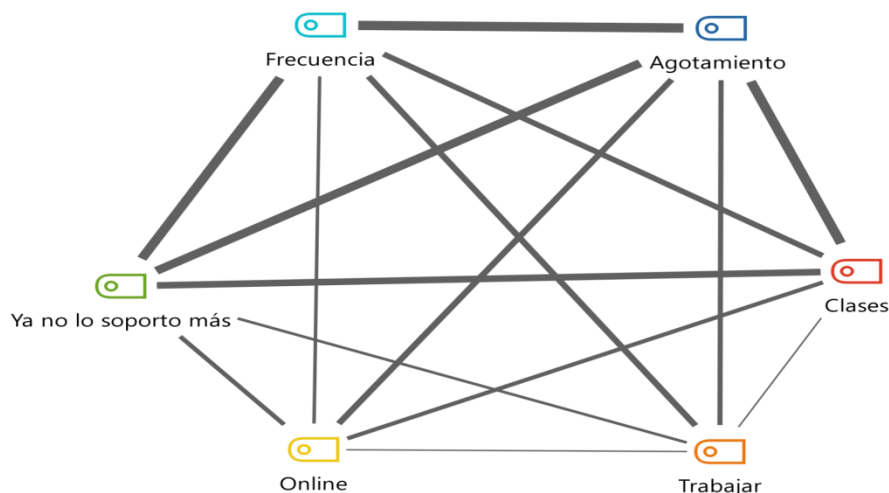 Frecuencia
Agotamiento
Ya no lo soporto más
Clases
Online
Trabajar